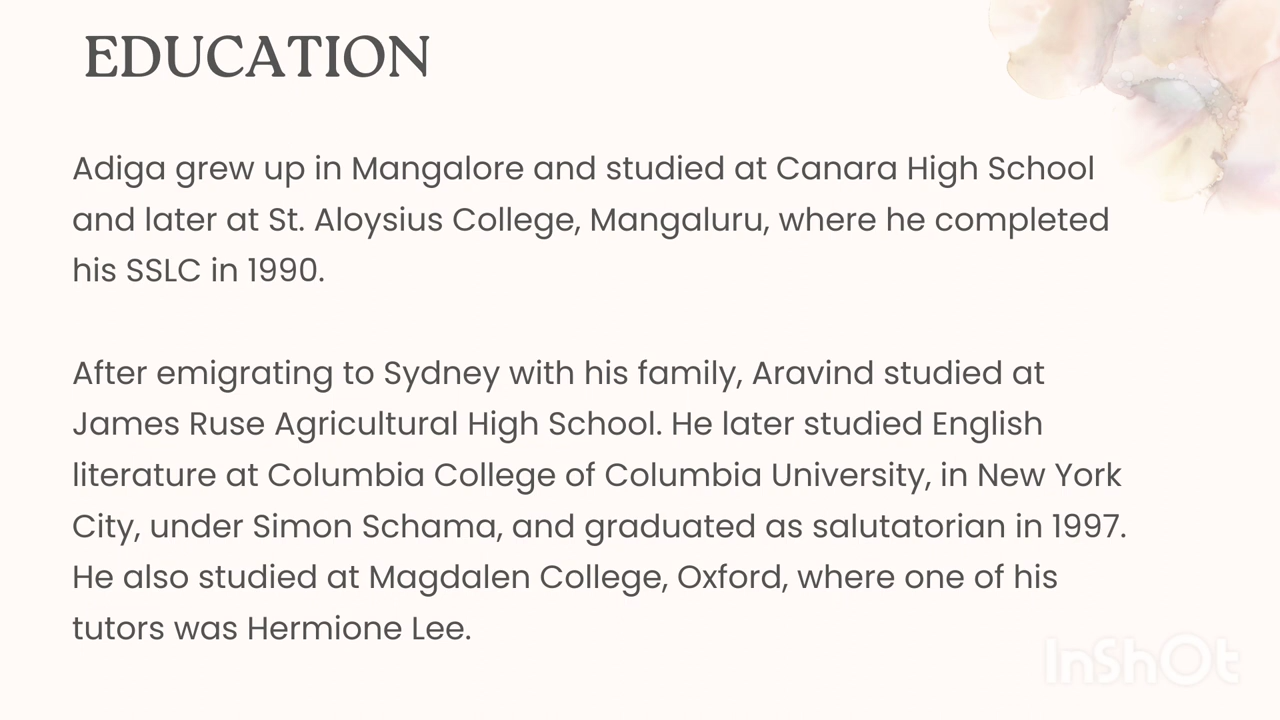 EDUCATION
Adiga grew up in Mangalore and studied at Canara High School
and later at St. Aloysius College, Mangaluru, where he completed
his SSLC in 1990.
After emigrating to Sydney with his family, Aravind studied at
James Ruse Agricultural High School. He later studied English
literature at Columbia College of Columbia University, in New York
City, under Simon Schama, and graduated as salutatorian in 1997.
He also studied at Magdalen College, Oxford, where one of his
tutors was Hermione Lee.
InShOt